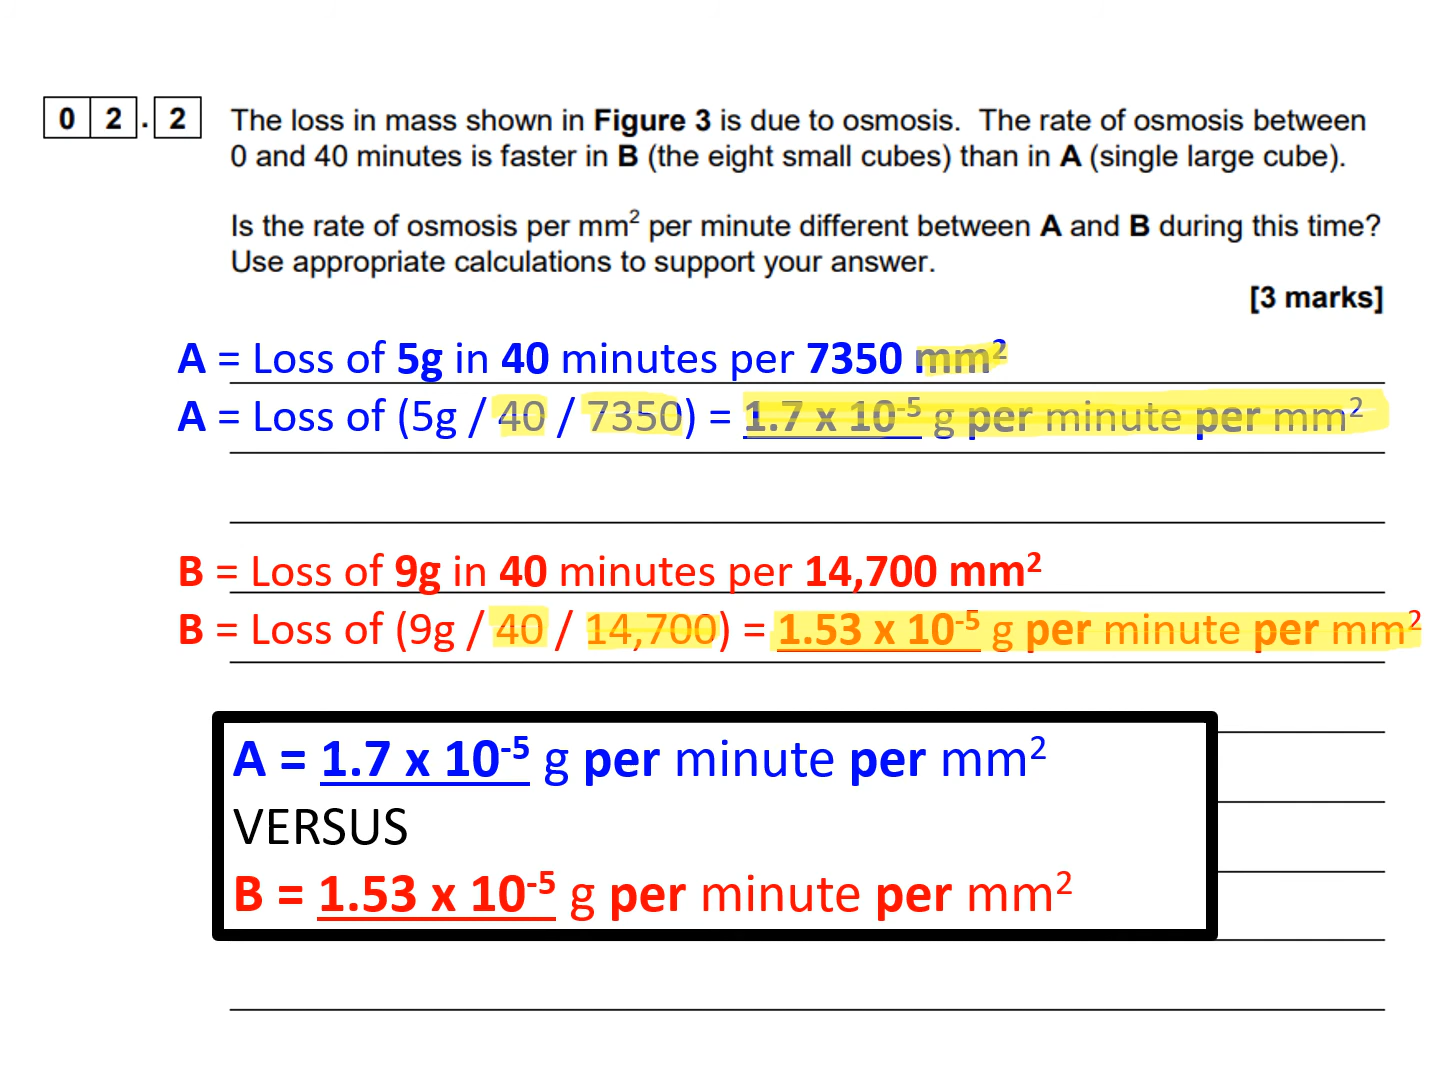 02.2 The loss in mass shown in Figure 3 is due to osmosis. The rate of osmosis between
0 and 40 minutes is faster in B (the eight small cubes) than in A (single large cube).
Is the rate of osmosis per mm² per minute different between A and B during this time?
Use appropriate calculations to support your answer.
[3 marks]
A = Loss of 5g in 40 minutes per 7350 mm²
A = Loss of (5g / 40 / 7350) = 1.7 x 10⁻⁵ g per minute per mm²
B = Loss of 9g in 40 minutes per 14,700 mm²
B = Loss of (9g / 40 / 14,700) = 1.53 x 10⁻⁵ g per minute per mm²
A = 1.7 x 10⁻⁵ g per minute per mm²
VERSUS
B = 1.53 x 10⁻⁵ g per minute per mm²